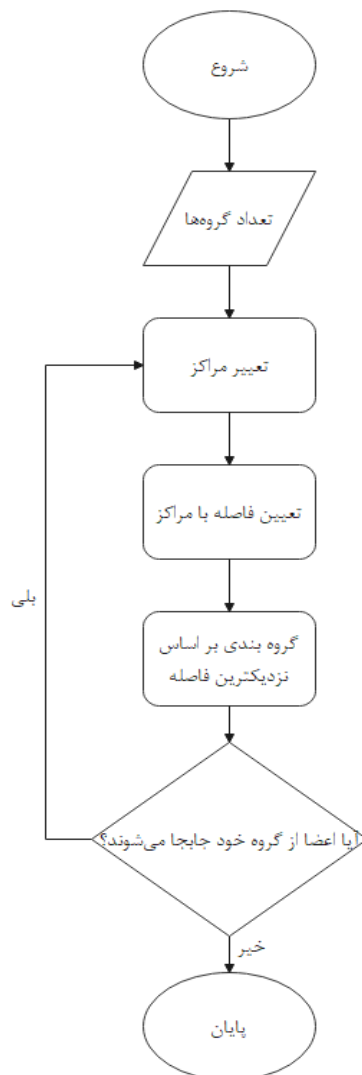 شروع
تعداد گروه‌ها
تعییر مراکز
تعیین فاصله با مراکز
گروه بندی بر اساس
نزدیکترین فاصله
بلی
آیا اعضا از گروه خود جابجا می‌شوند؟
خیر
پایان